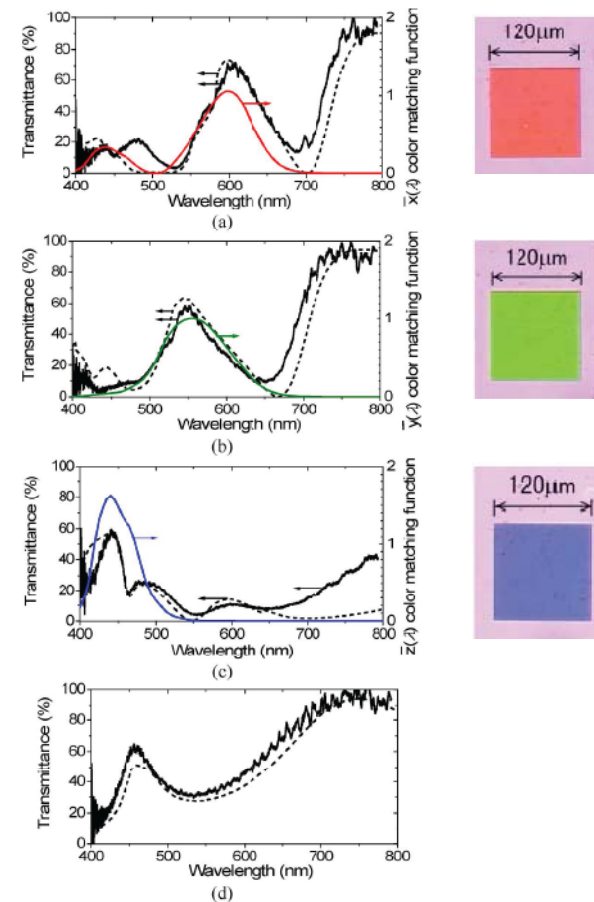 Transmittance (%)
100
80
60
40
20
0
400 500 600 700 800
Wavelength (nm)
2
1
0
x(λ) color matching function
(a)
120μm
Transmittance (%)
100
80
60
40
20
0
400 500 600 700 800
Wavelength (nm)
2
1
0
y(λ) color matching function
(b)
120μm
Transmittance (%)
100
80
60
40
20
0
400 500 600 700 800
Wavelength (nm)
2
1
0
z(λ) color matching function
(c)
120μm
Transmittance (%)
100
80
60
40
20
0
400 500 600 700 800
Wavelength (nm)
(d)